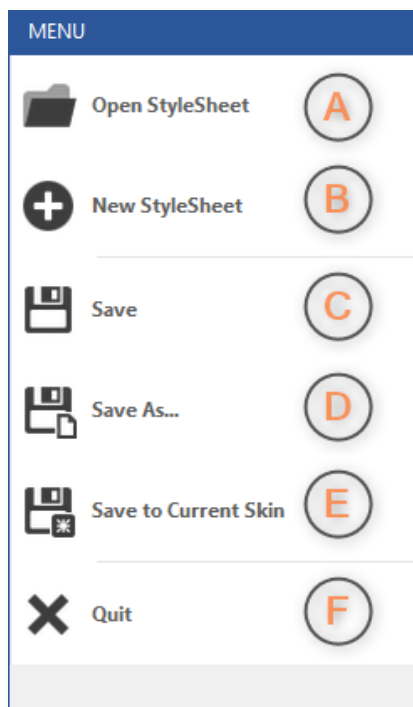 MENU
Open StyleSheet A
New StyleSheet B
Save C
Save As... D
Save to Current Skin E
Quit F